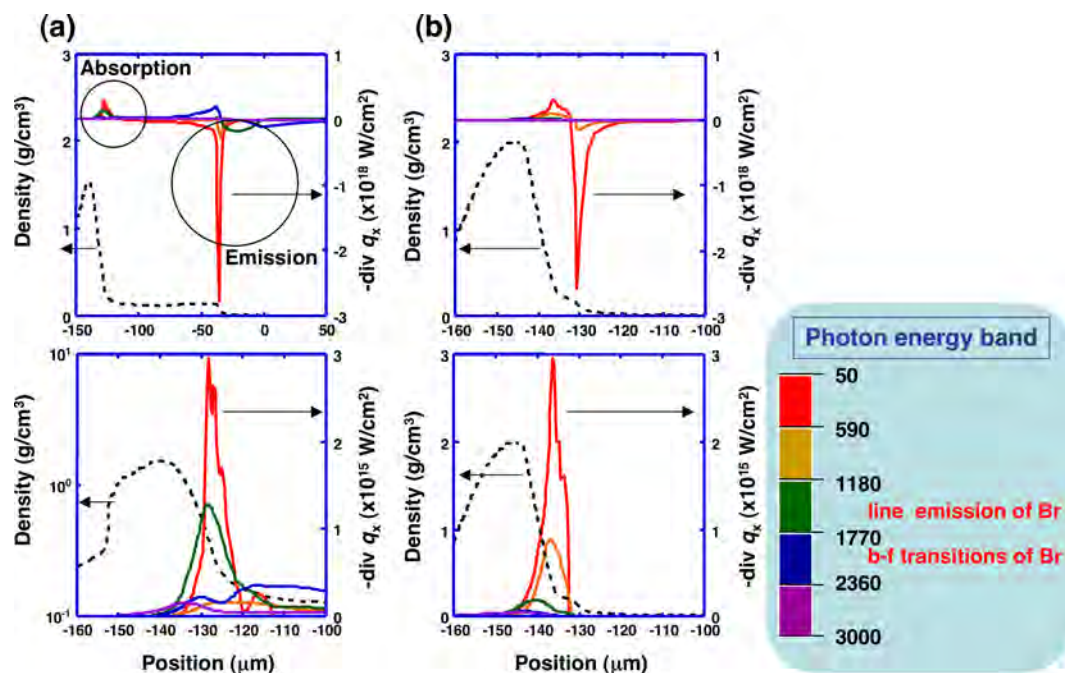 (a)
(b)
3
2
1
0
Density (g/cm³)
Absorption
Emission
1
0
-1
-2
-3
-div qx (x10¹⁸ W/cm²)
-150 -100 -50 0 50
3
2
1
0
Density (g/cm³)
1
0
-1
-2
-3
-div qx (x10¹⁸ W/cm²)
-160 -150 -140 -130 -120 -110 -100
10¹
10⁰
10⁻¹
Density (g/cm³)
3
2
1
0
-div qx (x10¹⁵ W/cm²)
-160 -150 -140 -130 -120 -110 -100
Position (μm)
3
2
1
0
Density (g/cm³)
3
2
1
0
-div qx (x10¹⁵ W/cm²)
-160 -150 -140 -130 -120 -110 -100
Position (μm)
Photon energy band
50
590
1180
line emission of Br
1770
b-f transitions of Br
2360
3000